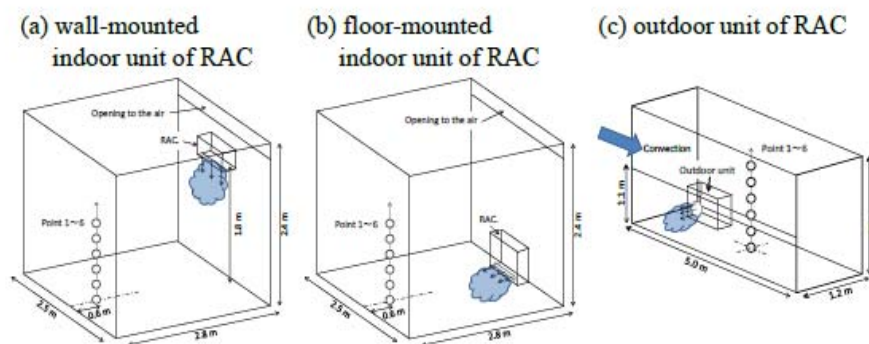 (a) wall-mounted
indoor unit of RAC
(b) floor-mounted
indoor unit of RAC
(c) outdoor unit of RAC
Opening to the air
RAC.
Point 1～6
1.8 m
2.4 m
2.5 m
0.6 m
2.8 m
Opening to the air
RAC.
Point 1～6
2.4 m
2.5 m
0.6 m
2.8 m
Convection
Point 1～6
Outdoor unit
1.1 m
5.0 m
1.2 m